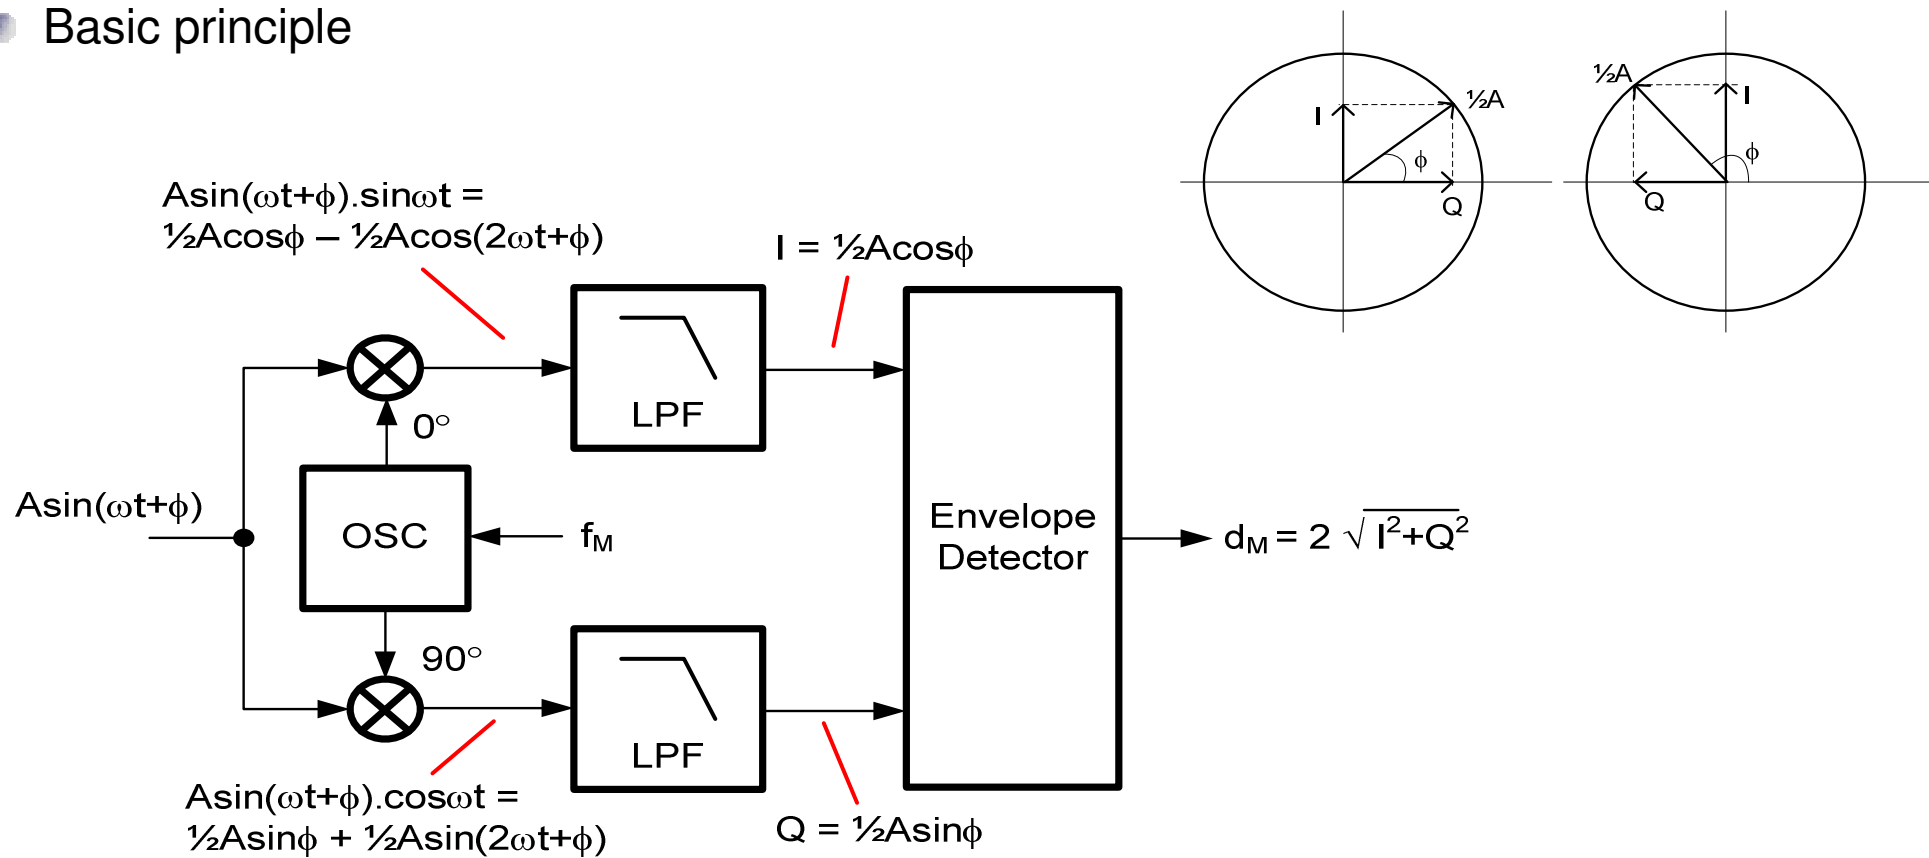 Basic principle
½A
I
ϕ
Q
½A
I
ϕ
Q
Asin(ωt+ϕ).sinωt =
½Acosϕ – ½Acos(2ωt+ϕ)
I = ½Acosϕ
LPF
0°
Asin(ωt+ϕ)
OSC
f_M
Envelope
Detector
d_M = 2 √I²+Q²
90°
LPF
Asin(ωt+ϕ).cosωt =
½Asinϕ + ½Asin(2ωt+ϕ)
Q = ½Asinϕ